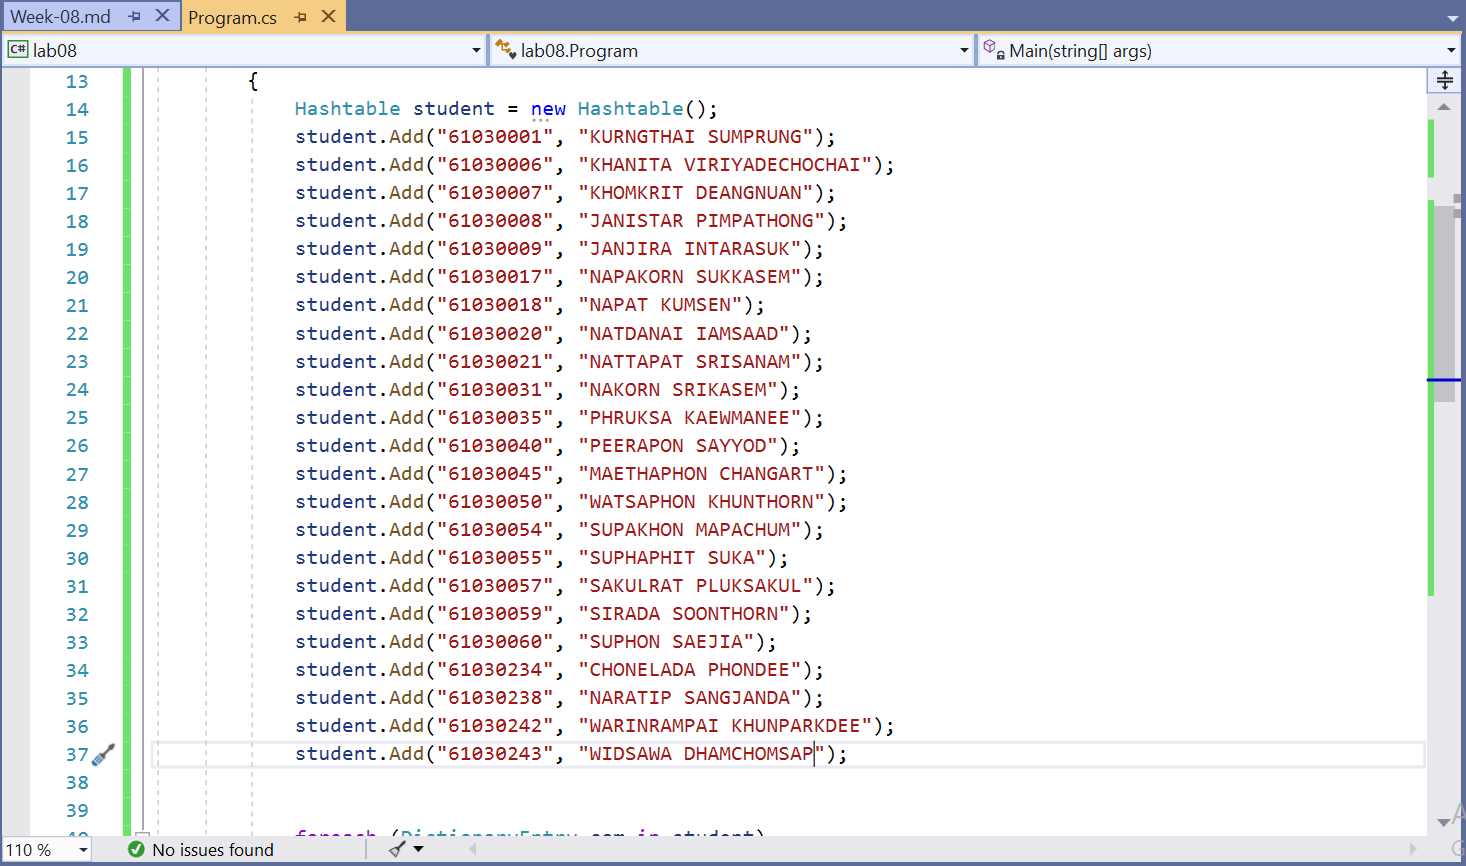 Week-08.md
Program.cs
C# lab08
lab08.Program
Main(string[] args)
13 {
14 Hashtable student = new Hashtable();
15 student.Add("61030001", "KURNGTHAI SUMPRUNG");
16 student.Add("61030006", "KHANITA VIRIYADECHOCHAI");
17 student.Add("61030007", "KHOMKRIT DEANGNUAN");
18 student.Add("61030008", "JANISTAR PIMPATHONG");
19 student.Add("61030009", "JANJIRA INTARASUK");
20 student.Add("61030017", "NAPAKORN SUKKASEM");
21 student.Add("61030018", "NAPAT KUMSEN");
22 student.Add("61030020", "NATDANAI IAMSAAD");
23 student.Add("61030021", "NATTAPAT SRISANAM");
24 student.Add("61030031", "NAKORN SRIKASEM");
25 student.Add("61030035", "PHRUKSA KAEWMANEE");
26 student.Add("61030040", "PEERAPON SAYYOD");
27 student.Add("61030045", "MAETHAPHON CHANGART");
28 student.Add("61030050", "WATSAPHON KHUNTHORN");
29 student.Add("61030054", "SUPAKHON MAPACHUM");
30 student.Add("61030055", "SUPHAPHIT SUKA");
31 student.Add("61030057", "SAKULRAT PLUKSAKUL");
32 student.Add("61030059", "SIRADA SOONTHORN");
33 student.Add("61030060", "SUPHON SAEJIA");
34 student.Add("61030234", "CHONELADA PHONDEE");
35 student.Add("61030238", "NARATIP SANGJANDA");
36 student.Add("61030242", "WARINRAMPAI KHUNPARKDEE");
37 student.Add("61030243", "WIDSAWA DHAMCHOMSAP");
38
39
110 %
No issues found